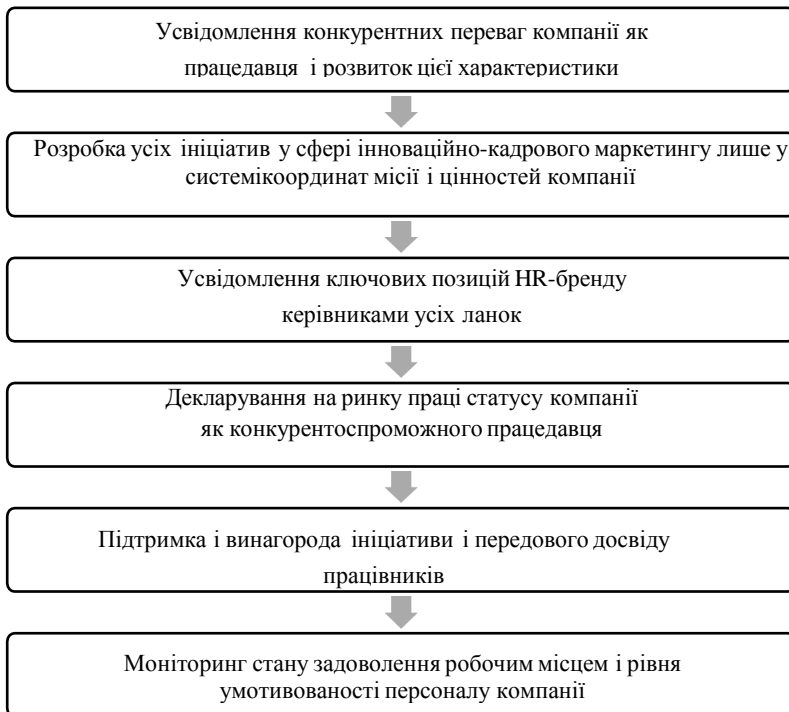 Усвідомлення конкурентних переваг компанії як
працедавця і розвиток цієї характеристики
Розробка усіх ініціатив у сфері інноваційно-кадрового маркетингу лише у
системікоординат місії і цінностей компанії
Усвідомлення ключових позицій HR-бренду
керівниками усіх ланок
Декларування на ринку праці статусу компанії
як конкурентоспроможного працедавця
Підтримка і винагорода ініціативи і передового досвіду
працівників
Моніторинг стану задоволення робочим місцем і рівня
умотивованості персоналу компанії